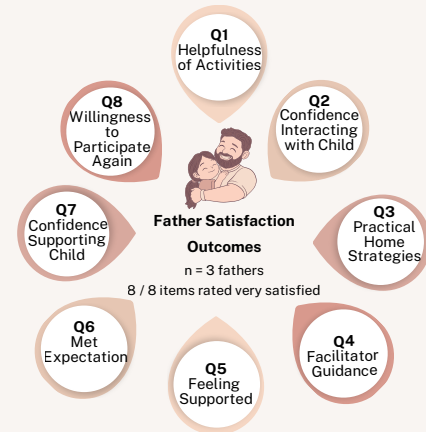 Q1
Helpfulness
of Activities
Q2
Confidence
Interacting
with Child
Q3
Practical
Home
Strategies
Q4
Facilitator
Guidance
Q5
Feeling
Supported
Q6
Met
Expectation
Q7
Confidence
Supporting
Child
Q8
Willingness
to
Participate
Again
Father Satisfaction
Outcomes
n = 3 fathers
8 / 8 items rated very satisfied